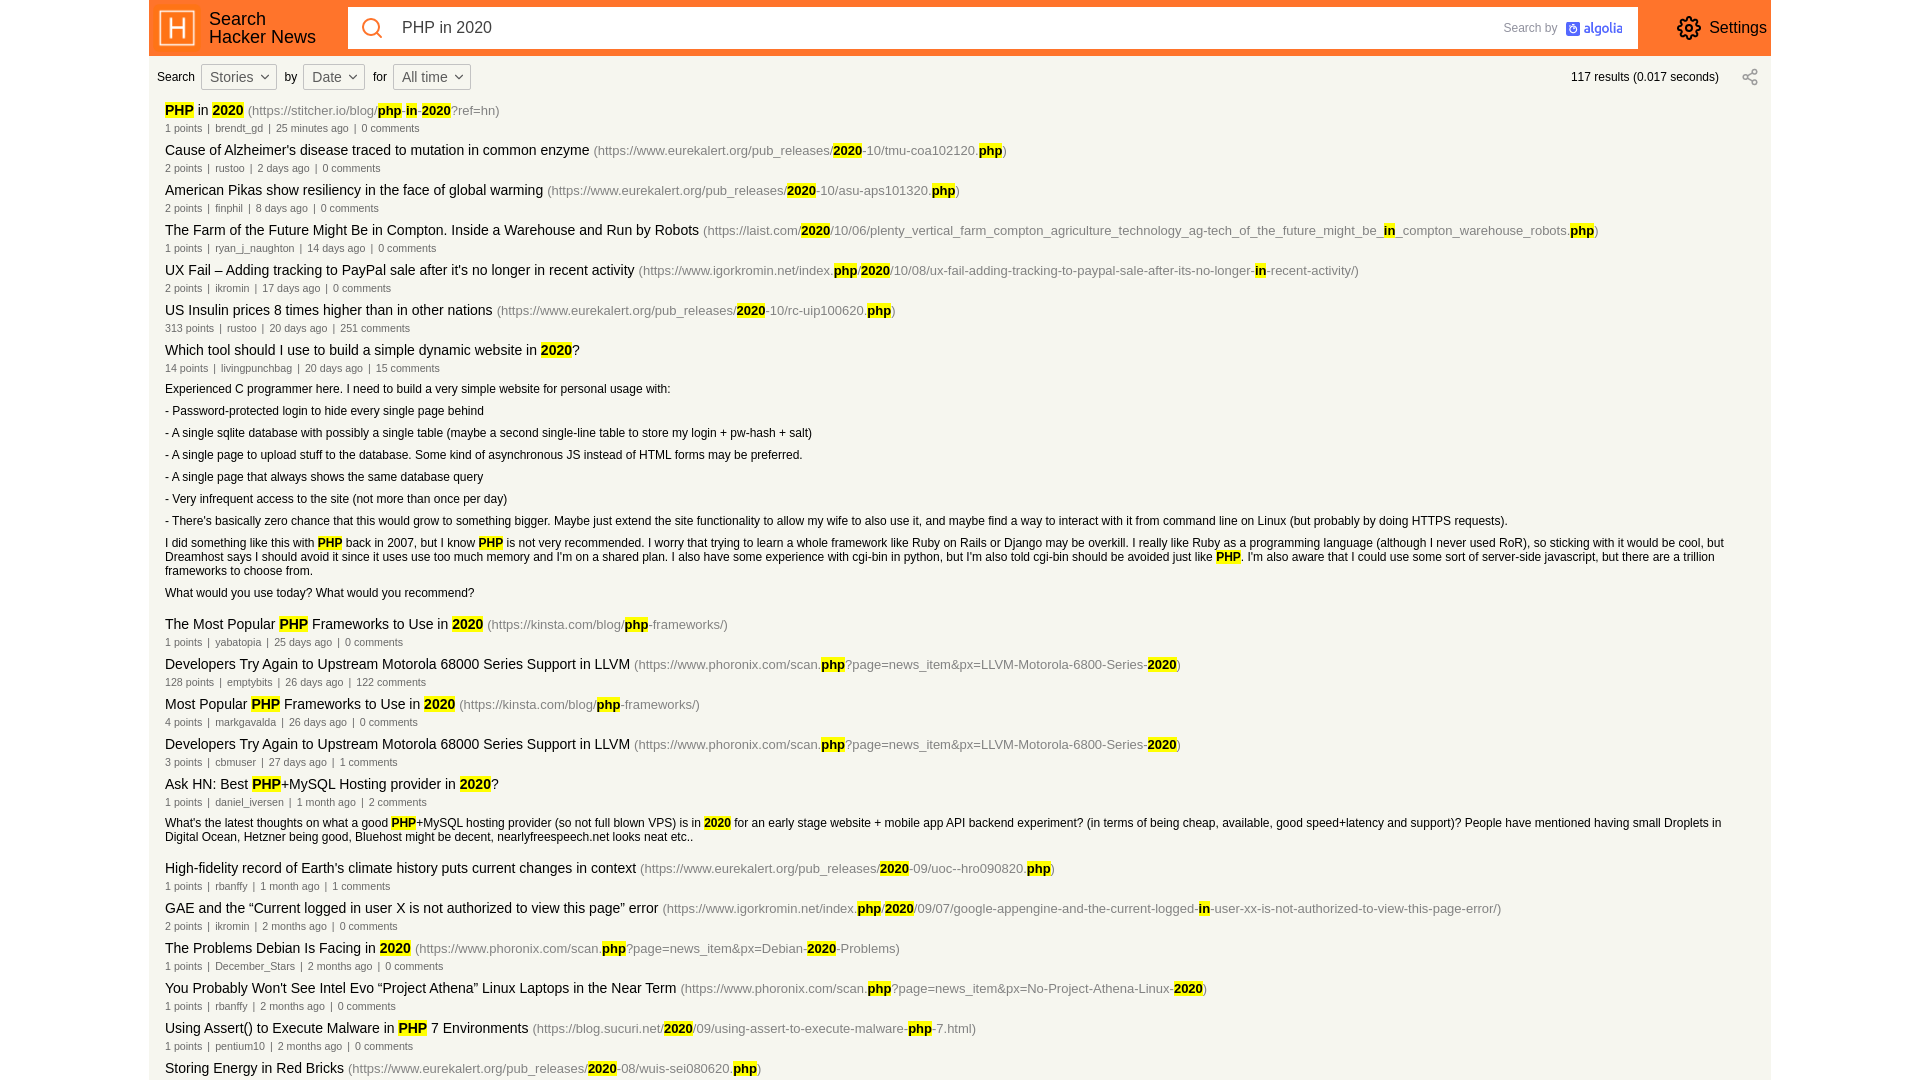 Search
Hacker News
PHP in 2020
Search by algolia
Settings
Search Stories by Date for All time
117 results (0.017 seconds)
PHP in 2020 (https://stitcher.io/blog/php-in-2020?ref=hn)
1 points | brendt_gd | 25 minutes ago | 0 comments
Cause of Alzheimer's disease traced to mutation in common enzyme (https://www.eurekalert.org/pub_releases/2020-10/tmu-coa102120.php)
2 points | rustoo | 2 days ago | 0 comments
American Pikas show resiliency in the face of global warming (https://www.eurekalert.org/pub_releases/2020-10/asu-aps101320.php)
2 points | finphil | 8 days ago | 0 comments
The Farm of the Future Might Be in Compton. Inside a Warehouse and Run by Robots (https://laist.com/2020/10/06/plenty_vertical_farm_compton_agriculture_technology_ag-tech_of_the_future_might_be_in_compton_warehouse_robots.php)
1 points | ryan_j_naughton | 14 days ago | 0 comments
UX Fail – Adding tracking to PayPal sale after it's no longer in recent activity (https://www.igorkromin.net/index.php/2020/10/08/ux-fail-adding-tracking-to-paypal-sale-after-its-no-longer-in-recent-activity/)
2 points | ikromin | 17 days ago | 0 comments
US Insulin prices 8 times higher than in other nations (https://www.eurekalert.org/pub_releases/2020-10/rc-uip100620.php)
313 points | rustoo | 20 days ago | 251 comments
Which tool should I use to build a simple dynamic website in 2020?
14 points | livingpunchbag | 20 days ago | 15 comments
Experienced C programmer here. I need to build a very simple website for personal usage with:
- Password-protected login to hide every single page behind
- A single sqlite database with possibly a single table (maybe a second single-line table to store my login + pw-hash + salt)
- A single page to upload stuff to the database. Some kind of asynchronous JS instead of HTML forms may be preferred.
- A single page that always shows the same database query
- Very infrequent access to the site (not more than once per day)
- There's basically zero chance that this would grow to something bigger. Maybe just extend the site functionality to allow my wife to also use it, and maybe find a way to interact with it from command line on Linux (but probably by doing HTTPS requests).
I did something like this with PHP back in 2007, but I know PHP is not very recommended. I worry that trying to learn a whole framework like Ruby on Rails or Django may be overkill. I really like Ruby as a programming language (although I never used RoR), so sticking with it would be cool, but
Dreamhost says I should avoid it since it uses use too much memory and I'm on a shared plan. I also have some experience with cgi-bin in python, but I'm also told cgi-bin should be avoided just like PHP. I'm also aware that I could use some sort of server-side javascript, but there are a trillion
frameworks to choose from.
What would you use today? What would you recommend?
The Most Popular PHP Frameworks to Use in 2020 (https://kinsta.com/blog/php-frameworks/)
1 points | yabatopia | 25 days ago | 0 comments
Developers Try Again to Upstream Motorola 68000 Series Support in LLVM (https://www.phoronix.com/scan.php?page=news_item&px=LLVM-Motorola-6800-Series-2020)
128 points | emptybits | 26 days ago | 122 comments
Most Popular PHP Frameworks to Use in 2020 (https://kinsta.com/blog/php-frameworks/)
4 points | markgavalda | 26 days ago | 0 comments
Developers Try Again to Upstream Motorola 68000 Series Support in LLVM (https://www.phoronix.com/scan.php?page=news_item&px=LLVM-Motorola-6800-Series-2020)
3 points | cbmuser | 27 days ago | 1 comments
Ask HN: Best PHP+MySQL Hosting provider in 2020?
1 points | daniel_iversen | 1 month ago | 2 comments
What's the latest thoughts on what a good PHP+MySQL hosting provider (so not full blown VPS) is in 2020 for an early stage website + mobile app API backend experiment? (in terms of being cheap, available, good speed+latency and support)? People have mentioned having small Droplets in
Digital Ocean, Hetzner being good, Bluehost might be decent, nearlyfreespeech.net looks neat etc..
High-fidelity record of Earth's climate history puts current changes in context (https://www.eurekalert.org/pub_releases/2020-09/uoc--hro090820.php)
1 points | rbanffy | 1 month ago | 1 comments
GAE and the “Current logged in user X is not authorized to view this page” error (https://www.igorkromin.net/index.php/2020/09/07/google-appengine-and-the-current-logged-in-user-xx-is-not-authorized-to-view-this-page-error/)
2 points | ikromin | 2 months ago | 0 comments
The Problems Debian Is Facing in 2020 (https://www.phoronix.com/scan.php?page=news_item&px=Debian-2020-Problems)
1 points | December_Stars | 2 months ago | 0 comments
You Probably Won't See Intel Evo “Project Athena” Linux Laptops in the Near Term (https://www.phoronix.com/scan.php?page=news_item&px=No-Project-Athena-Linux-2020)
1 points | rbanffy | 2 months ago | 0 comments
Using Assert() to Execute Malware in PHP 7 Environments (https://blog.sucuri.net/2020/09/using-assert-to-execute-malware-php-7.html)
1 points | pentium10 | 2 months ago | 0 comments
Storing Energy in Red Bricks (https://www.eurekalert.org/pub_releases/2020-08/wuis-sei080620.php)